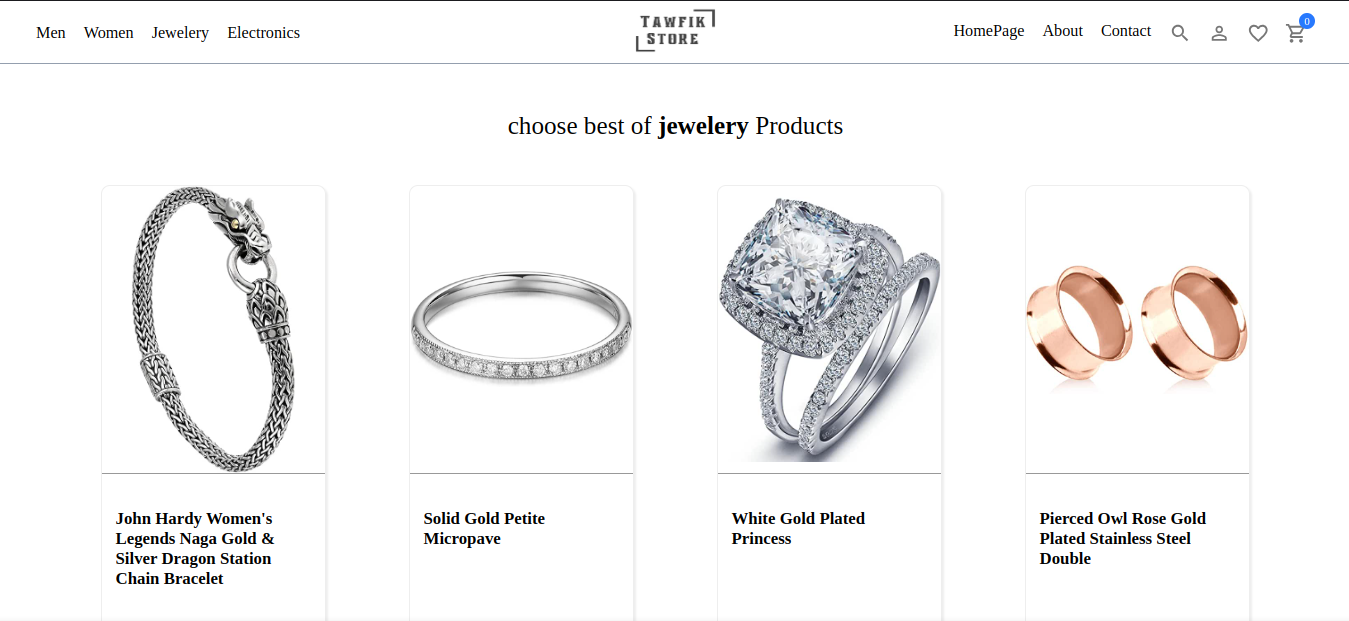 Men Women Jewelery Electronics
TAWFIK
STORE
HomePage About Contact
0
choose best of jewelery Products
John Hardy Women's
Legends Naga Gold &
Silver Dragon Station
Chain Bracelet
Solid Gold Petite
Micropave
White Gold Plated
Princess
Pierced Owl Rose Gold
Plated Stainless Steel
Double